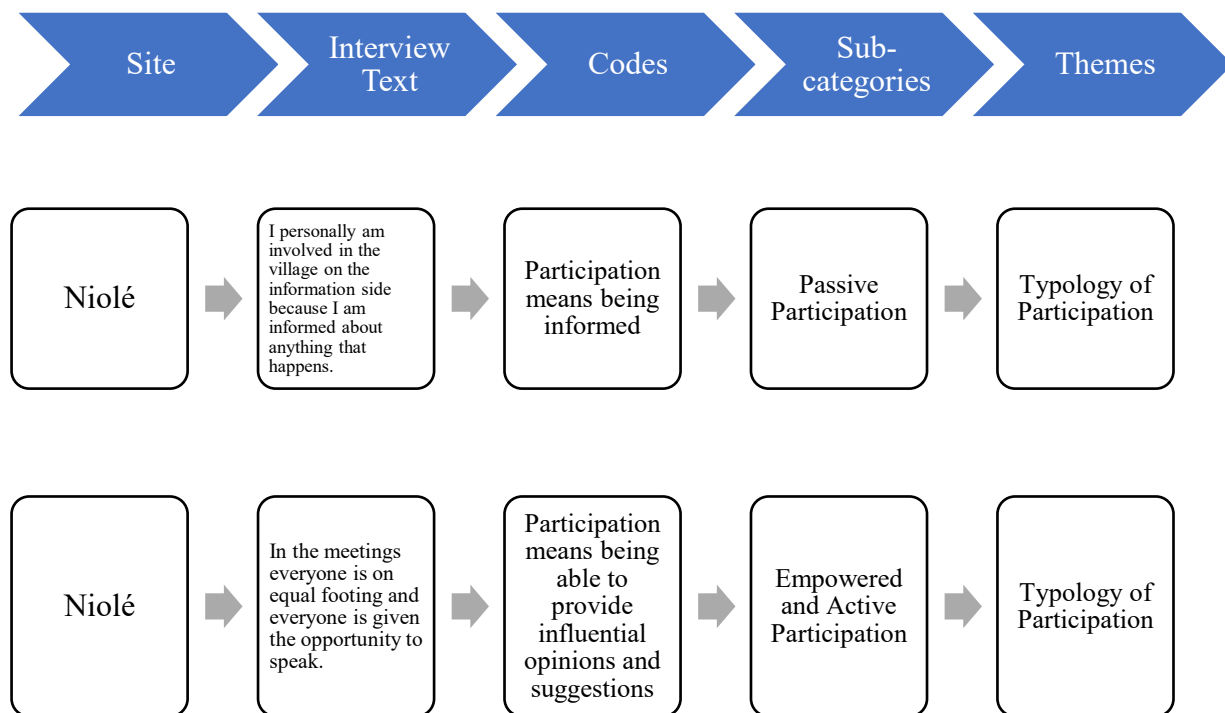 Site
Interview
Text
Codes
Sub-
categories
Themes
Niolé
I personally am
involved in the
village on the
information side
because I am
informed about
anything that
happens.
Participation
means being
informed
Passive
Participation
Typology of
Participation
Niolé
In the meetings
everyone is on
equal footing and
everyone is given
the opportunity to
speak.
Participation
means being
able to
provide
influential
opinions and
suggestions
Empowered
and Active
Participation
Typology of
Participation